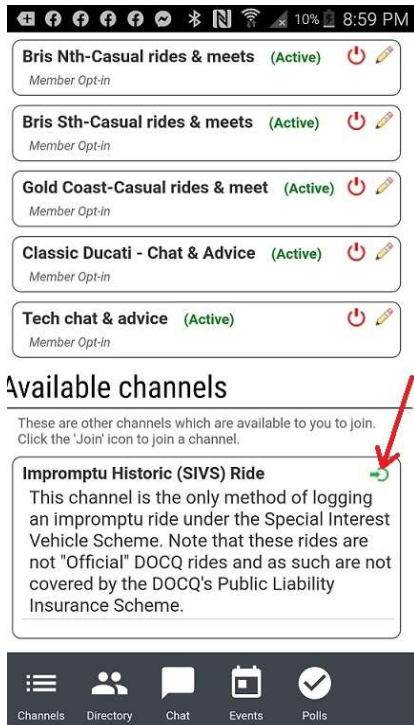 10% 8:59 PM
Bris Nth-Casual rides & meets (Active)
Member Opt-in
Bris Sth-Casual rides & meets (Active)
Member Opt-in
Gold Coast-Casual rides & meet (Active)
Member Opt-in
Classic Ducati - Chat & Advice (Active)
Member Opt-in
Tech chat & advice (Active)
Member Opt-in
Available channels
These are other channels which are available to you to join.
Click the 'Join' icon to join a channel.
Impromptu Historic (SIVS) Ride
This channel is the only method of logging
an impromptu ride under the Special Interest
Vehicle Scheme. Note that these rides are
not "Official" DOCQ rides and as such are not
covered by the DOCQ's Public Liability
Insurance Scheme.
Channels Directory Chat Events Polls